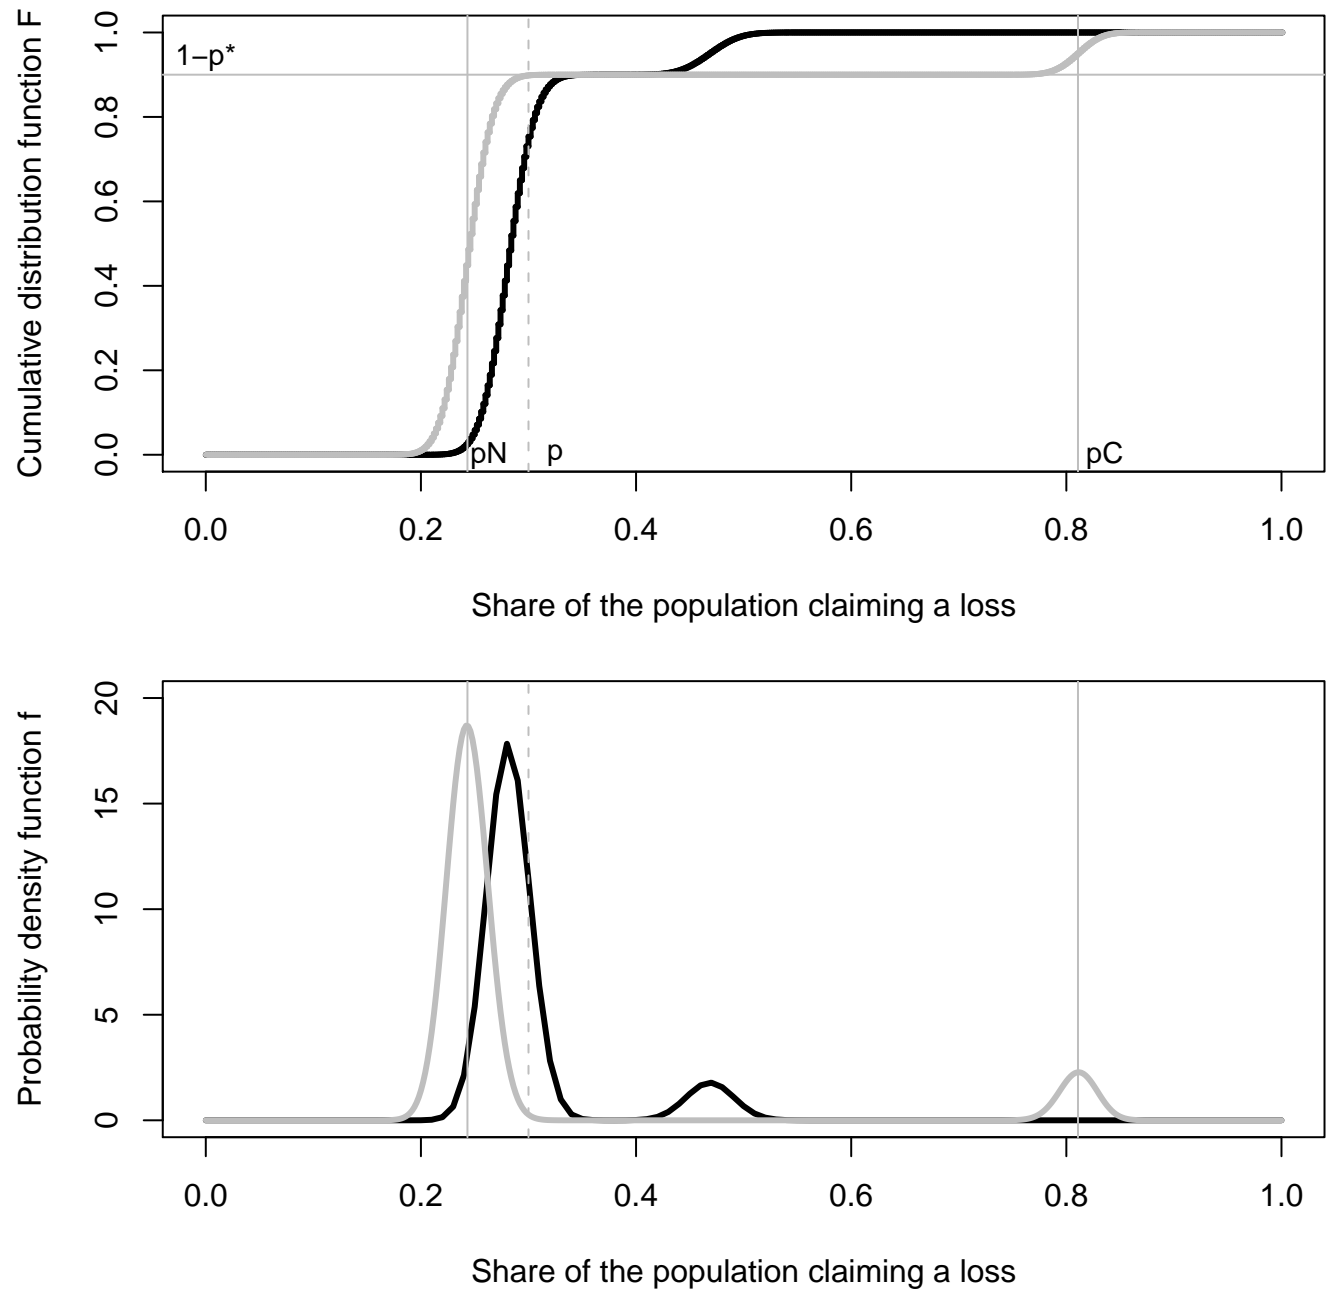 Cumulative distribution function F
1.0
0.8
0.6
0.4
0.2
0.0
1−p*
pN
p
pC
0.0 0.2 0.4 0.6 0.8 1.0
Share of the population claiming a loss
Probability density function f
20
15
10
5
0
0.0 0.2 0.4 0.6 0.8 1.0
Share of the population claiming a loss